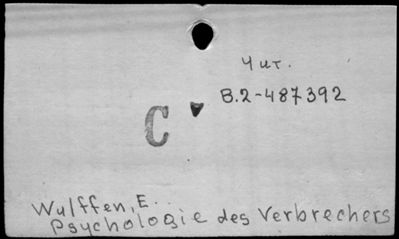 Чит.
В.2-487392
С
Wulffen, E.
Psychologie des Verbrechers